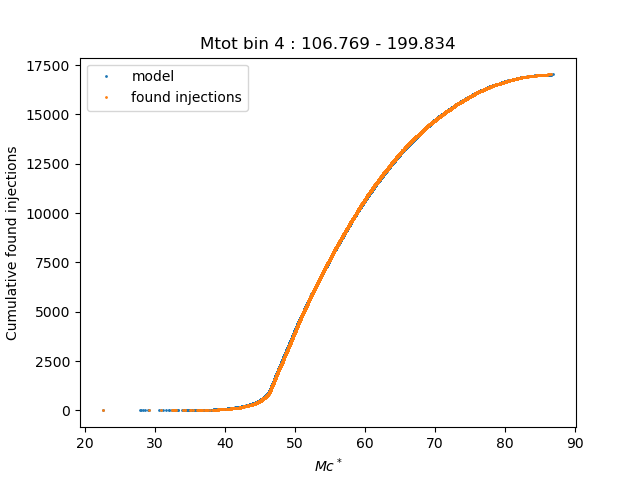 Mtot bin 4 : 106.769 - 199.834
model
found injections
17500
15000
12500
10000
7500
5000
2500
0
Cumulative found injections
20 30 40 50 60 70 80 90
Mc*